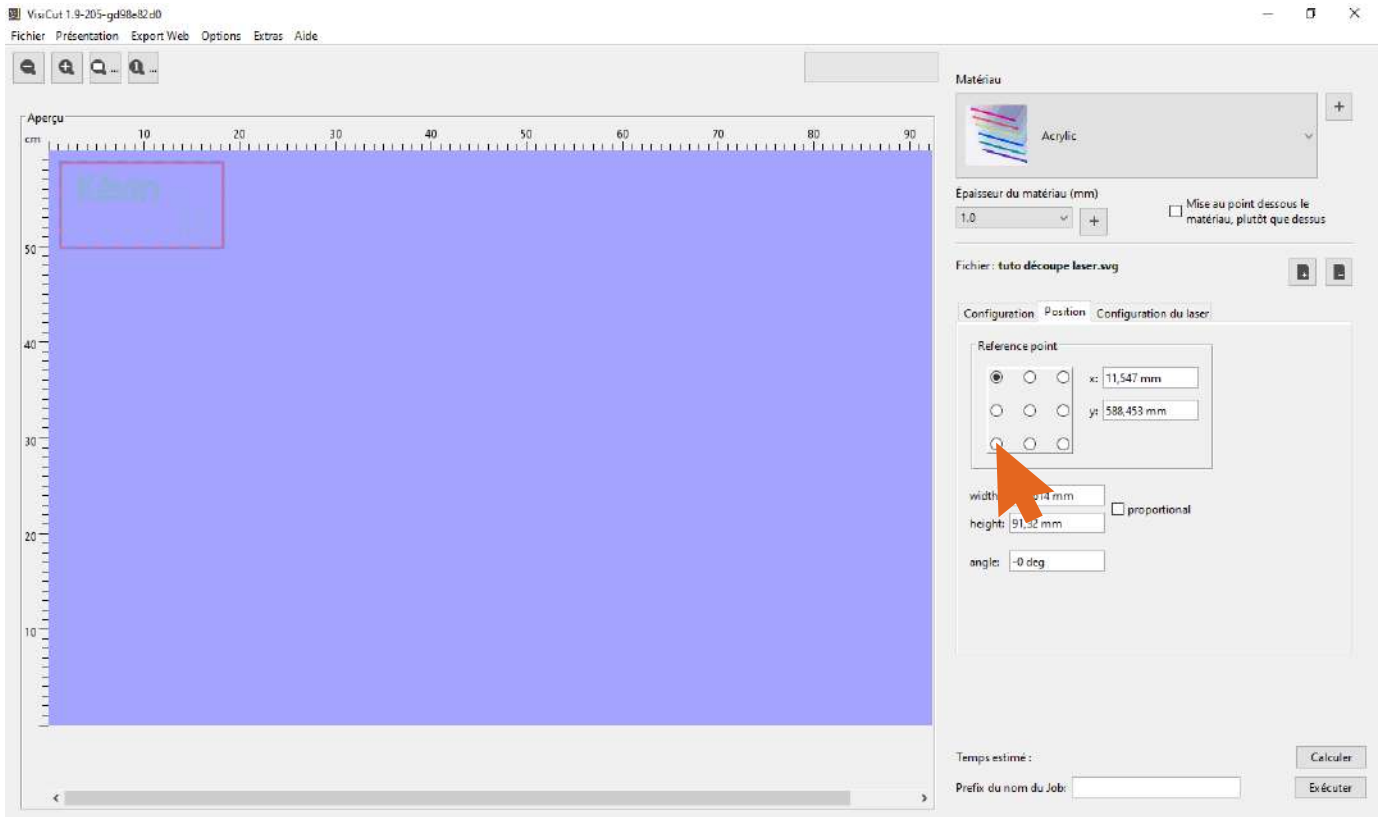 VisiCut 1.9-205-gd98e82d0
Fichier Présentation Export Web Options Extras Aide
... ...
Matériau
Acrylic
+
Aperçu
cm 10 20 30 40 50 60 70 80 90
50
40
30
20
10
Épaisseur du matériau (mm)
1.0
+
Mise au point dessous le
matériau, plutôt que dessus
Fichier : tuto découpe laser.svg
Configuration Position Configuration du laser
Reference point
x: 11,547 mm
y: 588,453 mm
width mm
proportional
height: 91,32 mm
angle: -0 deg
Temps estimé :
Calculer
Prefix du nom du Job:
Exécuter